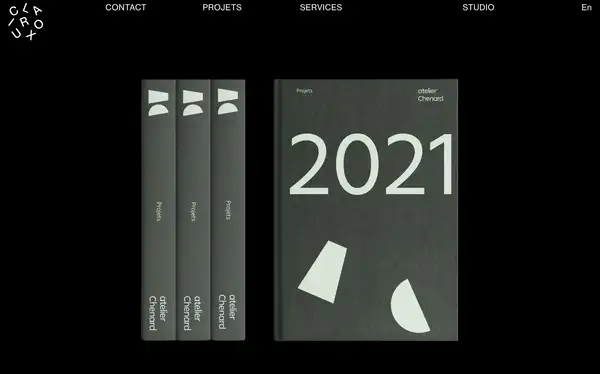 CLAIROUX
CONTACT
PROJETS
SERVICES
STUDIO
En
Projets
atelier
Chenard
Projets
atelier
Chenard
Projets
atelier
Chenard
Projets
atelier
Chenard
2021